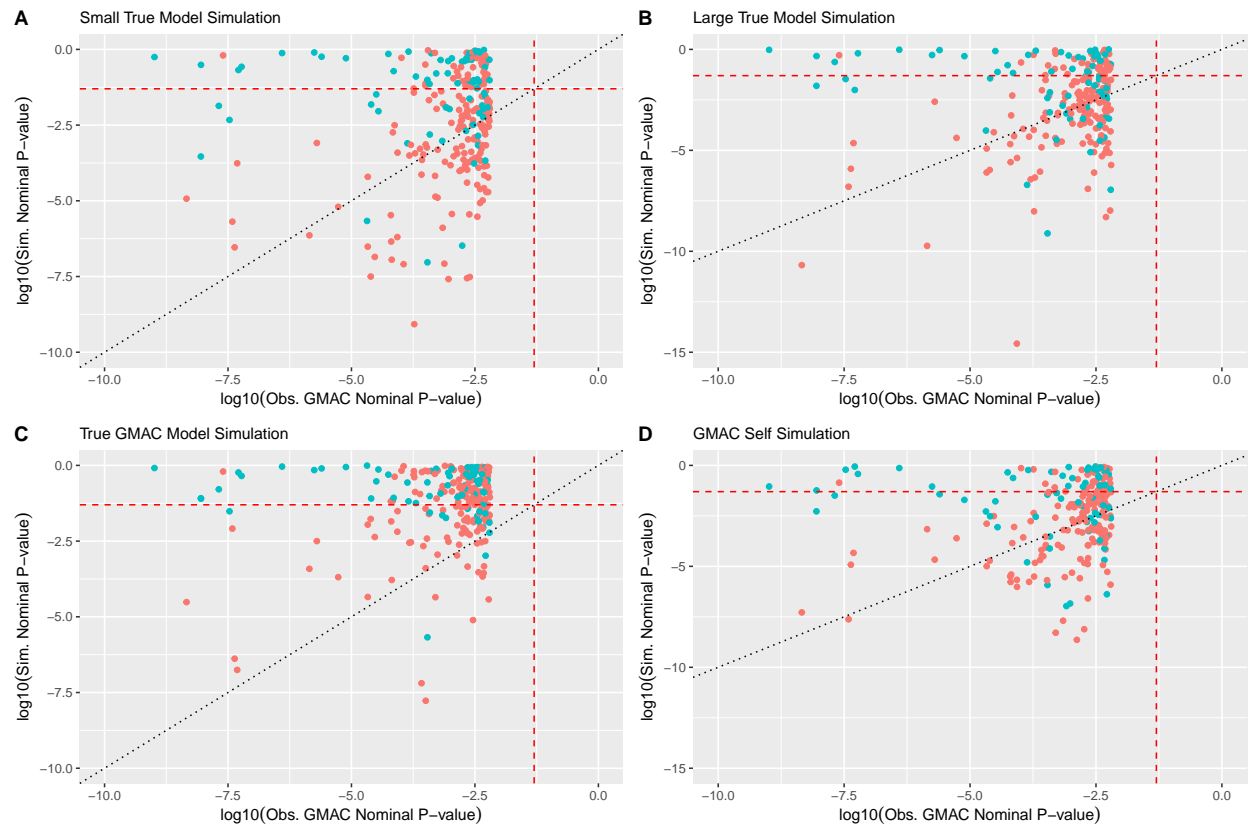 A Small True Model Simulation
0.0
−2.5
−5.0
−7.5
−10.0
log10(Sim. Nominal P−value)
−10.0 −7.5 −5.0 −2.5 0.0
log10(Obs. GMAC Nominal P−value)
B Large True Model Simulation
0
−5
−10
−15
log10(Sim. Nominal P−value)
−10.0 −7.5 −5.0 −2.5 0.0
log10(Obs. GMAC Nominal P−value)
C True GMAC Model Simulation
0.0
−2.5
−5.0
−7.5
−10.0
log10(Sim. Nominal P−value)
−10.0 −7.5 −5.0 −2.5 0.0
log10(Obs. GMAC Nominal P−value)
D GMAC Self Simulation
0
−5
−10
−15
log10(Sim. Nominal P−value)
−10.0 −7.5 −5.0 −2.5 0.0
log10(Obs. GMAC Nominal P−value)